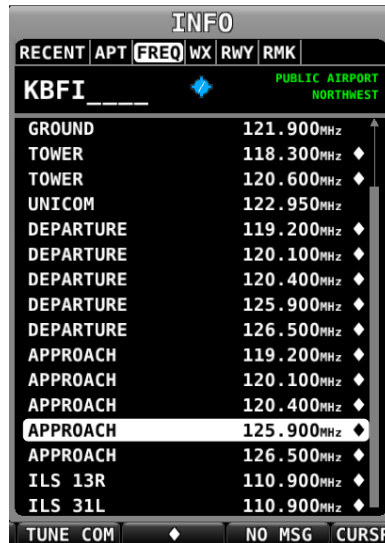 INFO
RECENT APT FREQ WX RWY RMK
KBFI____
PUBLIC AIRPORT
NORTHWEST
GROUND 121.900MHz
TOWER 118.300MHz
TOWER 120.600MHz
UNICOM 122.950MHz
DEPARTURE 119.200MHz
DEPARTURE 120.100MHz
DEPARTURE 120.400MHz
DEPARTURE 125.900MHz
DEPARTURE 126.500MHz
APPROACH 119.200MHz
APPROACH 120.100MHz
APPROACH 120.400MHz
APPROACH 125.900MHz
APPROACH 126.500MHz
ILS 13R 110.900MHz
ILS 31L 110.900MHz
TUNE COM NO MSG CURS